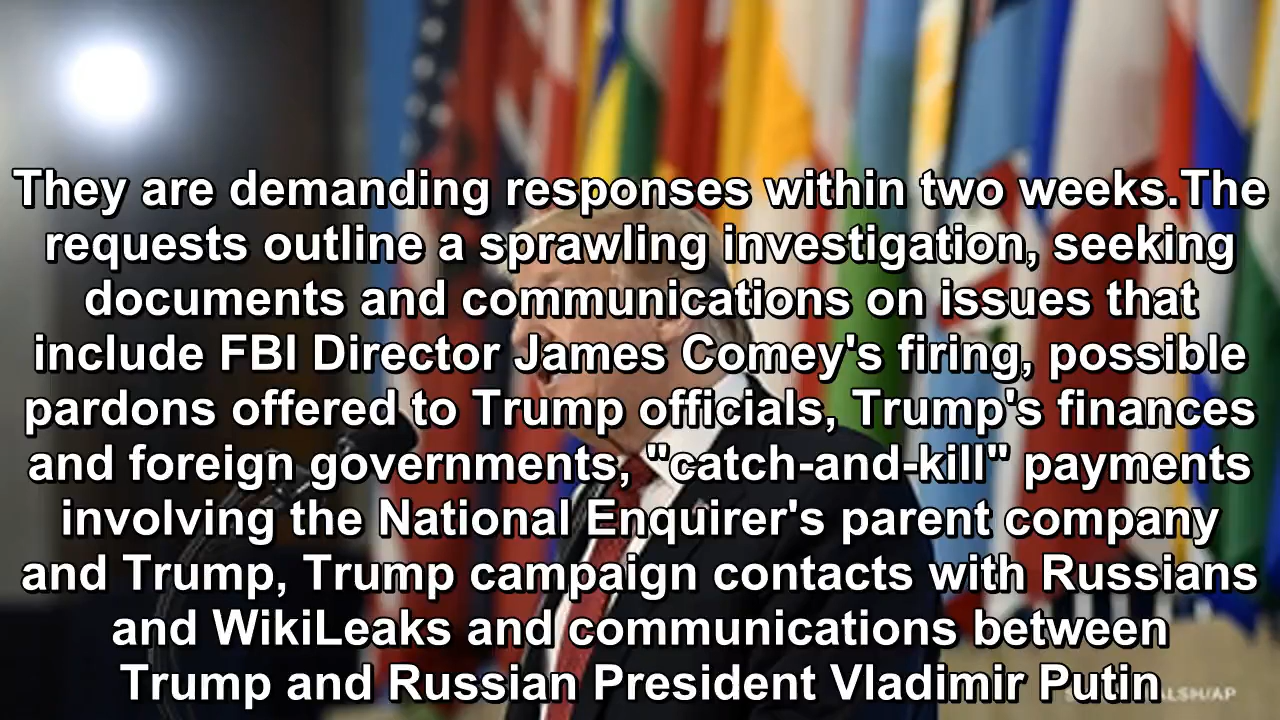 They are demanding responses within two weeks.The
requests outline a sprawling investigation, seeking
documents and communications on issues that
include FBI Director James Comey's firing, possible
pardons offered to Trump officials, Trump's finances
and foreign governments, "catch-and-kill" payments
involving the National Enquirer's parent company
and Trump, Trump campaign contacts with Russians
and WikiLeaks and communications between
Trump and Russian President Vladimir Putin